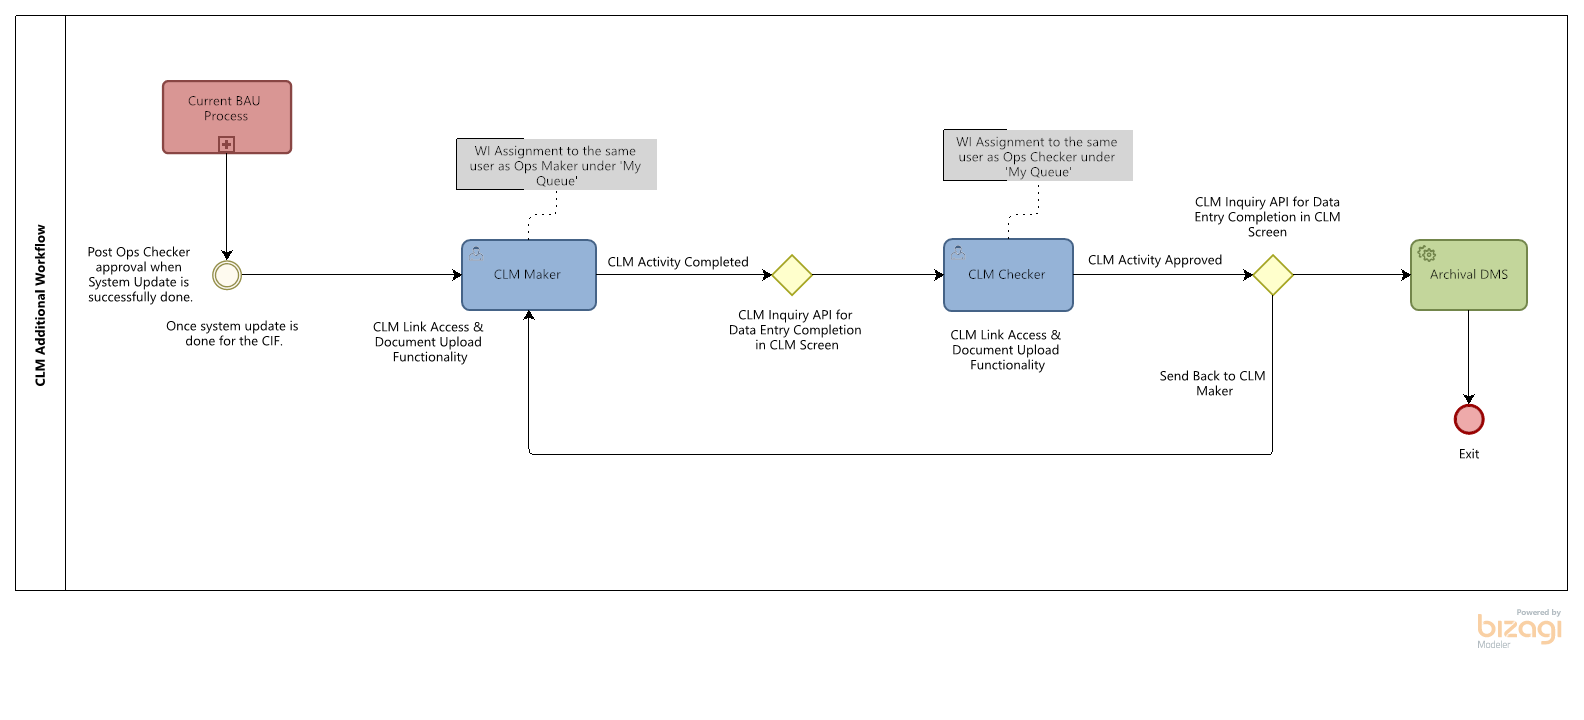 CLM Additional Workflow
Current BAU
Process
Post Ops Checker
approval when
System Update is
successfully done.
Once system update is
done for the CIF.
WI Assignment to the same
user as Ops Maker under 'My
Queue'
CLM Maker
CLM Link Access &
Document Upload
Functionality
CLM Activity Completed
CLM Inquiry API for
Data Entry Completion
in CLM Screen
WI Assignment to the same
user as Ops Checker under
'My Queue'
CLM Checker
CLM Link Access &
Document Upload
Functionality
CLM Activity Approved
CLM Inquiry API for Data
Entry Completion in CLM
Screen
Send Back to CLM
Maker
Archival DMS
Exit
Powered by
bizagi
Modeler